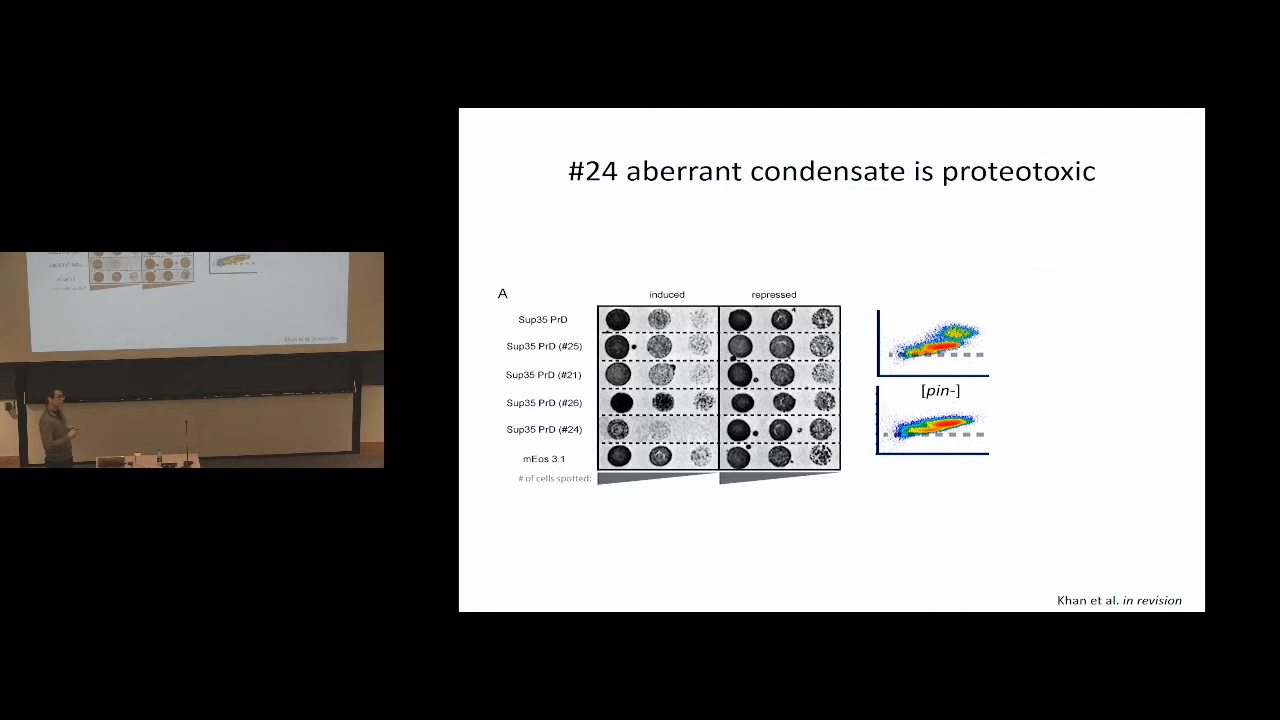 #24 aberrant condensate is proteotoxic
A
induced
repressed
Sup35 PrD
Sup35 PrD (#25)
Sup35 PrD (#21)
Sup35 PrD (#26)
Sup35 PrD (#24)
mEos 3.1
# of cells spotted:
[pin-]
Khan et al. in revision